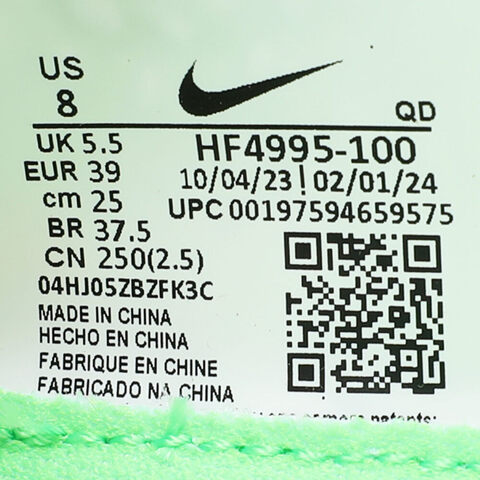 US
8
QD
UK 5.5
EUR 39
cm 25
BR 37.5
CN 250(2.5)
HF4995-100
10/04/23 | 02/01/24
UPC 00197594659575
04HJ05ZBZFK3C
MADE IN CHINA
HECHO EN CHINA
FABRIQUE EN CHINE
FABRICADO NA CHINA
patents: